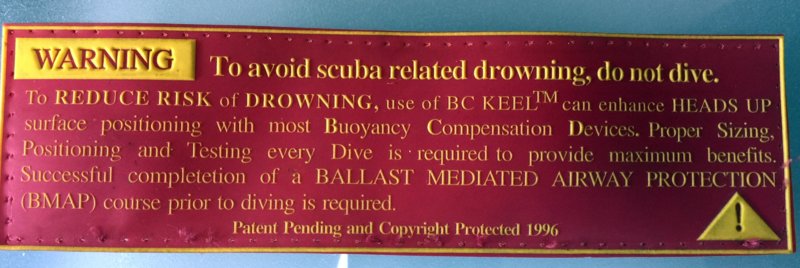 WARNING To avoid scuba related drowning, do not dive.
To REDUCE RISK of DROWNING, use of BC KEEL™ can enhance HEADS UP
surface positioning with most Buoyancy Compensation Devices. Proper Sizing,
Positioning and Testing every Dive is required to provide maximum benefits.
Successful completetion of a BALLAST MEDIATED AIRWAY PROTECTION
(BMAP) course prior to diving is required.
Patent Pending and Copyright Protected 1996
!